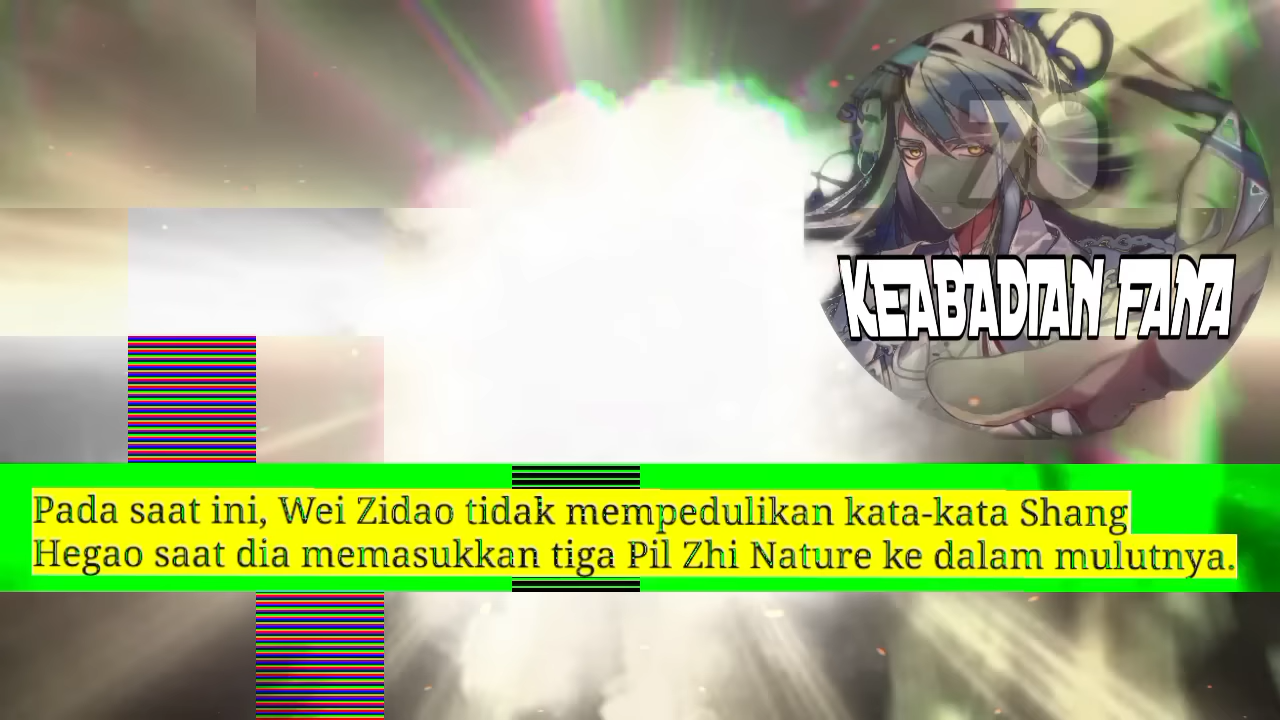 70
KEABADIAN FANA
Pada saat ini, Wei Zidao tidak mempedulikan kata-kata Shang
Hegao saat dia memasukkan tiga Pil Zhi Nature ke dalam mulutnya.